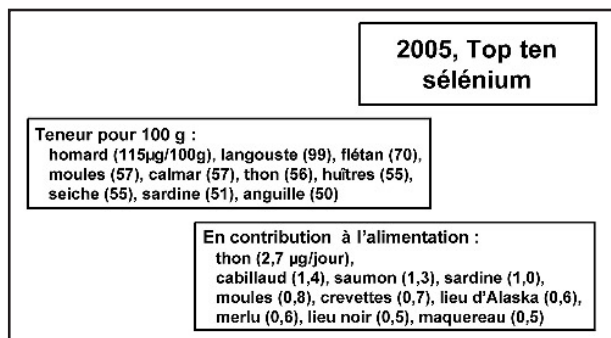 2005, Top ten
sélénium
Teneur pour 100 g :
homard (115µg/100g), langouste (99), flétan (70),
moules (57), calmar (57), thon (56), huîtres (55),
seiche (55), sardine (51), anguille (50)
En contribution à l'alimentation :
thon (2,7 µg/jour),
cabillaud (1,4), saumon (1,3), sardine (1,0),
moules (0,8), crevettes (0,7), lieu d'Alaska (0,6),
merlu (0,6), lieu noir (0,5), maquereau (0,5)